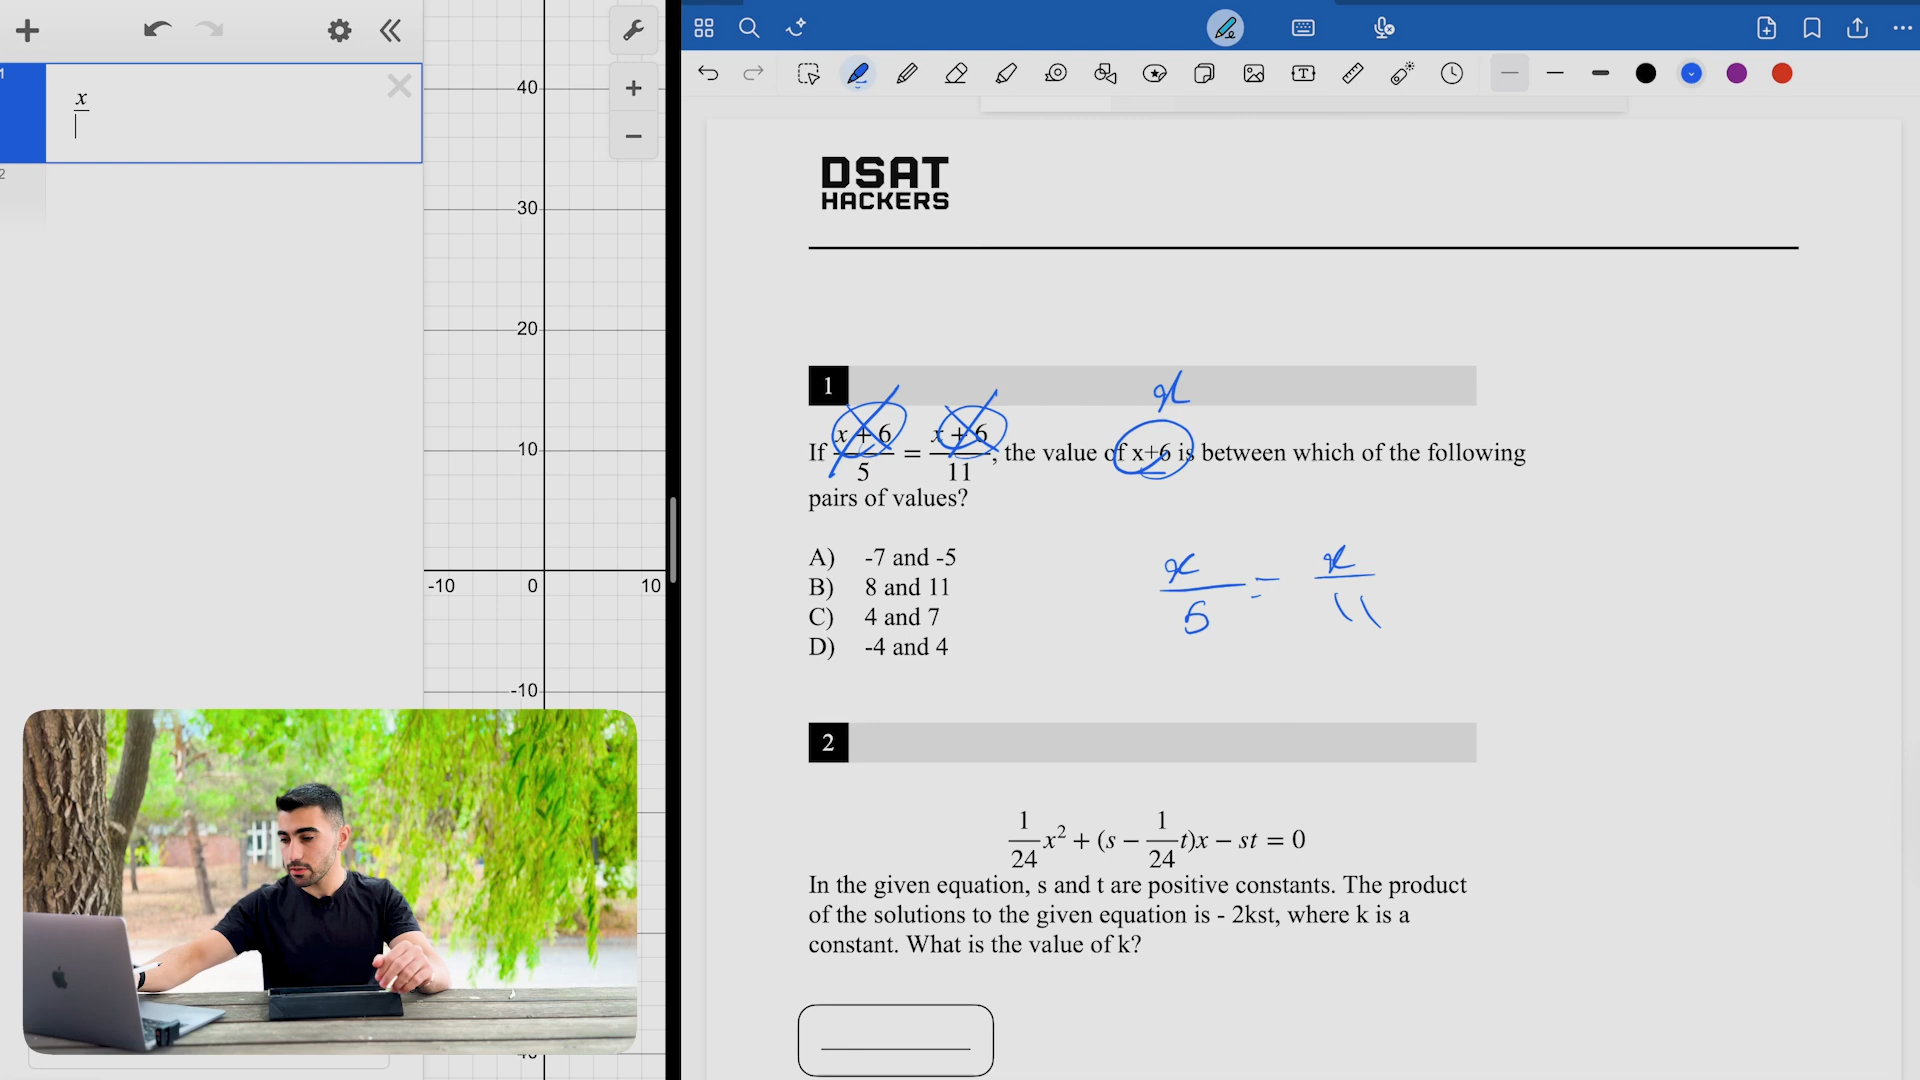 1
x
2
40
30
20
10
-10 0 10
-10
DSAT
HACKERS
1
x
If x + 6 / 5 = x + 6 / 11, the value of x+6 is between which of the following
pairs of values?
A) -7 and -5
B) 8 and 11
C) 4 and 7
D) -4 and 4
x / 5 = x / 11
2
1/24 x² + (s − 1/24 t)x − st = 0
In the given equation, s and t are positive constants. The product
of the solutions to the given equation is - 2kst, where k is a
constant. What is the value of k?